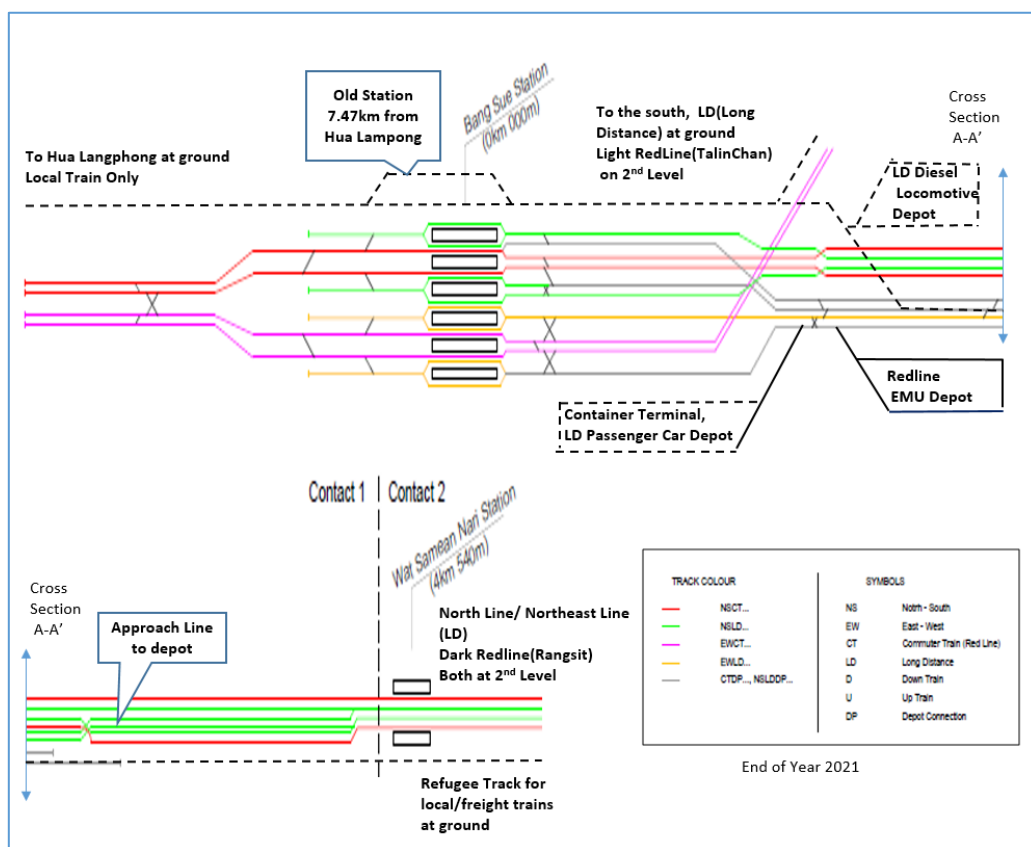 Old Station
7.47km from
Hua Lampong
Bang Sue Station
(0km 000m)
To the south, LD(Long
Distance) at ground
Light RedLine(TalinChan)
on 2nd Level
Cross
Section
A-A’
To Hua Langphong at ground
Local Train Only
LD Diesel
Locomotive
Depot
Redline
EMU Depot
Container Terminal,
LD Passenger Car Depot
Contact 1
Contact 2
Wat Samean Nari Station
(4km 540m)
Cross
Section
A-A’
Approach Line
to depot
North Line/ Northeast Line
(LD)
Dark Redline(Rangsit)
Both at 2nd Level
Refugee Track for
local/freight trains
at ground
TRACK COLOUR
NSCT...
NSLD...
EWCT...
EWLD...
CTDP..., NSLDDP...
SYMBOLS
NS Notrh - South
EW East - West
CT Commuter Train (Red Line)
LD Long Distance
D Down Train
U Up Train
DP Depot Connection
End of Year 2021